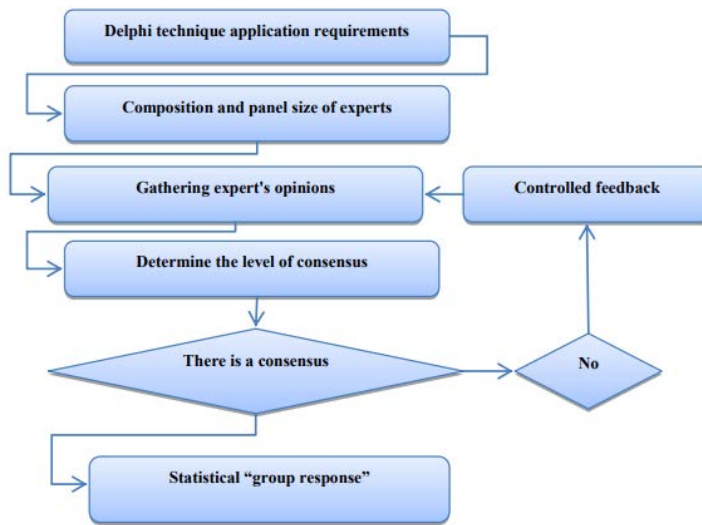 Delphi technique application requirements
Composition and panel size of experts
Gathering expert's opinions
Controlled feedback
Determine the level of consensus
There is a consensus
No
Statistical “group response”